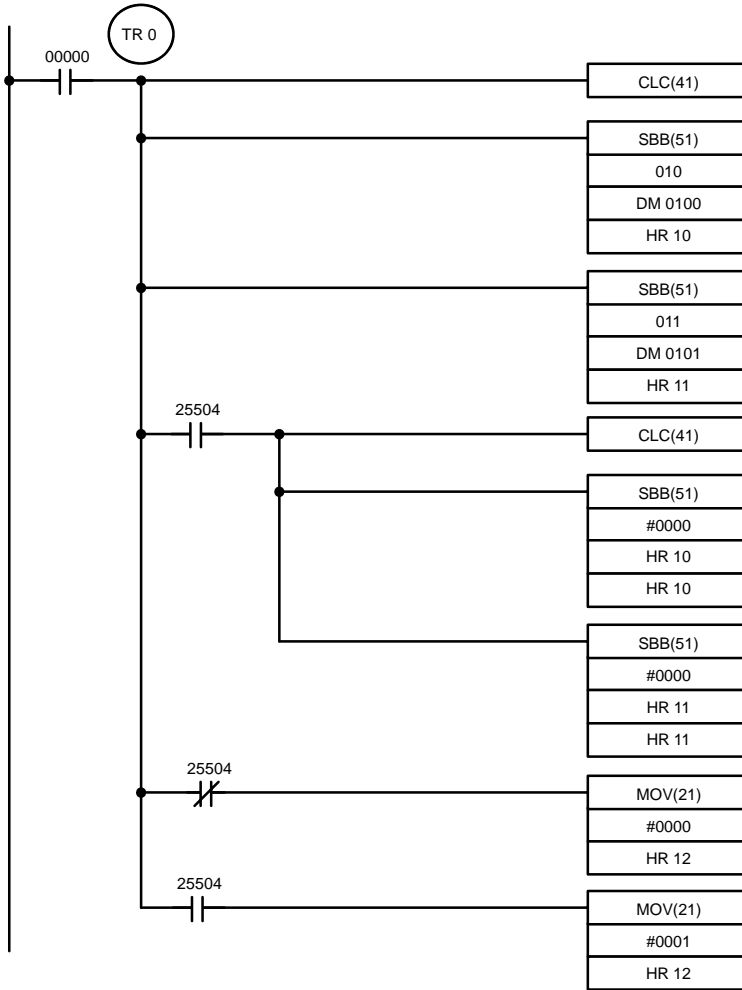 TR 0
00000
CLC(41)
SBB(51)
010
DM 0100
HR 10
SBB(51)
011
DM 0101
HR 11
25504
CLC(41)
SBB(51)
#0000
HR 10
HR 10
SBB(51)
#0000
HR 11
HR 11
25504
MOV(21)
#0000
HR 12
25504
MOV(21)
#0001
HR 12